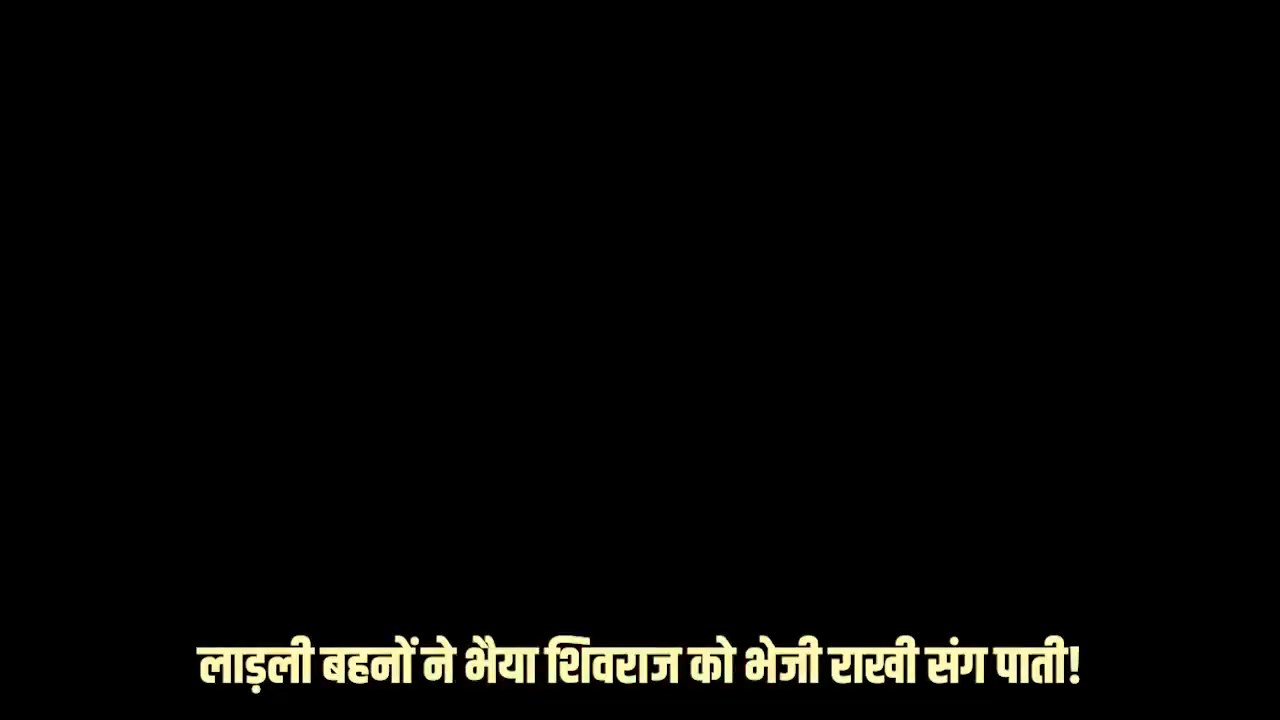 लाड़ली बहनों ने भैया शिवराज को भेजी राखी संग पाती!